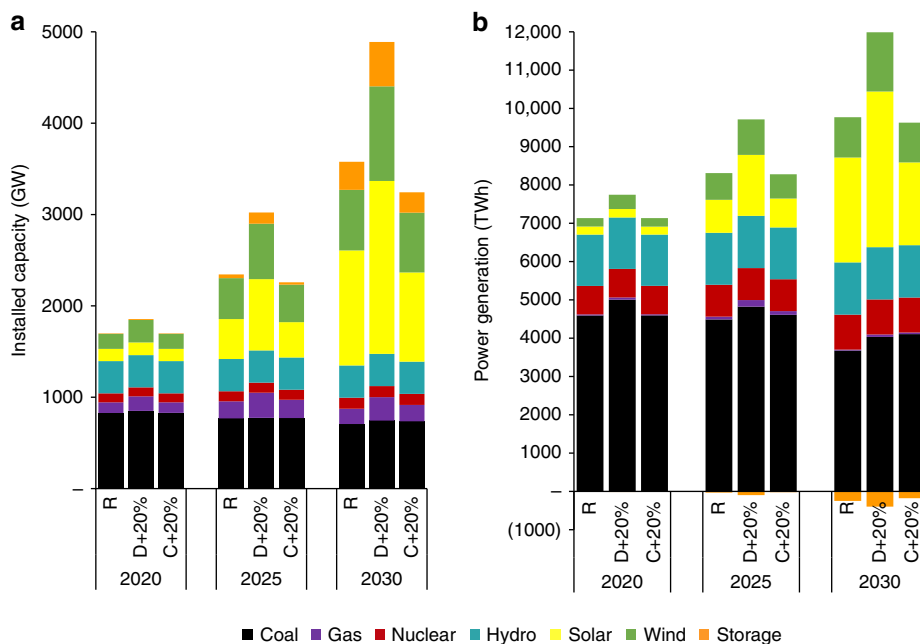 a
Installed capacity (GW)
5000
4000
3000
2000
1000
–
R
D+20%
C+20%
R
D+20%
C+20%
R
D+20%
C+20%
2020
2025
2030
b
Power generation (TWh)
12,000
11,000
10,000
9000
8000
7000
6000
5000
4000
3000
2000
1000
–
(1000)
R
D+20%
C+20%
R
D+20%
C+20%
R
D+20%
C+20%
2020
2025
2030
Coal Gas Nuclear Hydro Solar Wind Storage